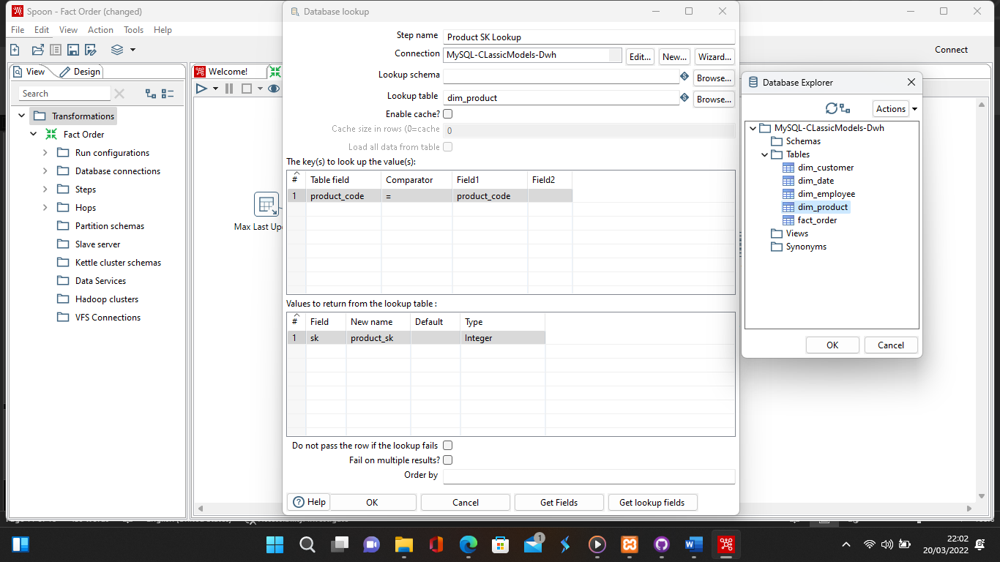 Spoon - Fact Order (changed)
File Edit View Action Tools Help
Connect
View Design
Search
Transformations
Fact Order
Run configurations
Database connections
Steps
Hops
Partition schemas
Slave server
Kettle cluster schemas
Data Services
Hadoop clusters
VFS Connections
Welcome!
Max Last Up
Database lookup
Step name Product SK Lookup
Connection MySQL-CLassicModels-Dwh Edit... New... Wizard...
Lookup schema Browse...
Lookup table dim_product Browse...
Enable cache?
Cache size in rows (0=cache 0
Load all data from table
The key(s) to look up the value(s):
# Table field Comparator Field1 Field2
1 product_code = product_code
Values to return from the lookup table :
# Field New name Default Type
1 sk product_sk Integer
Do not pass the row if the lookup fails
Fail on multiple results?
Order by
Help OK Cancel Get Fields Get lookup fields
Database Explorer
Actions
MySQL-CLassicModels-Dwh
Schemas
Tables
dim_customer
dim_date
dim_employee
dim_product
fact_order
Views
Synonyms
OK Cancel
1
22:02
20/03/2022